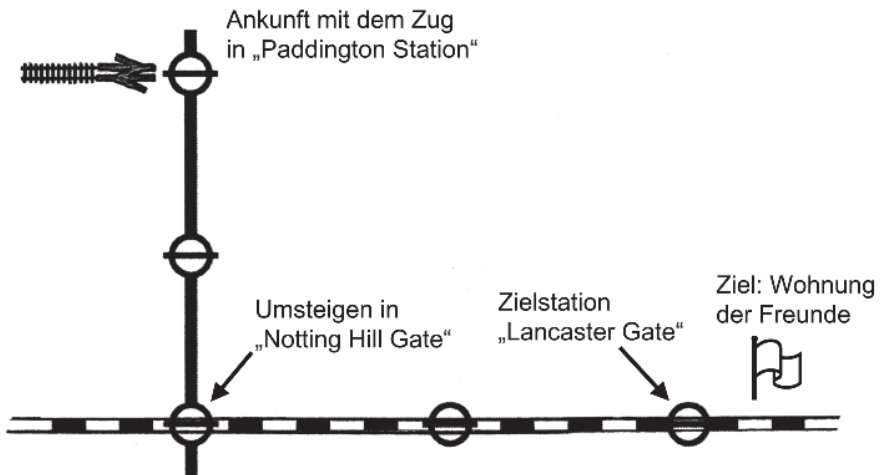 Ankunft mit dem Zug
in „Paddington Station“
Umsteigen in
„Notting Hill Gate“
Zielstation
„Lancaster Gate“
Ziel: Wohnung
der Freunde